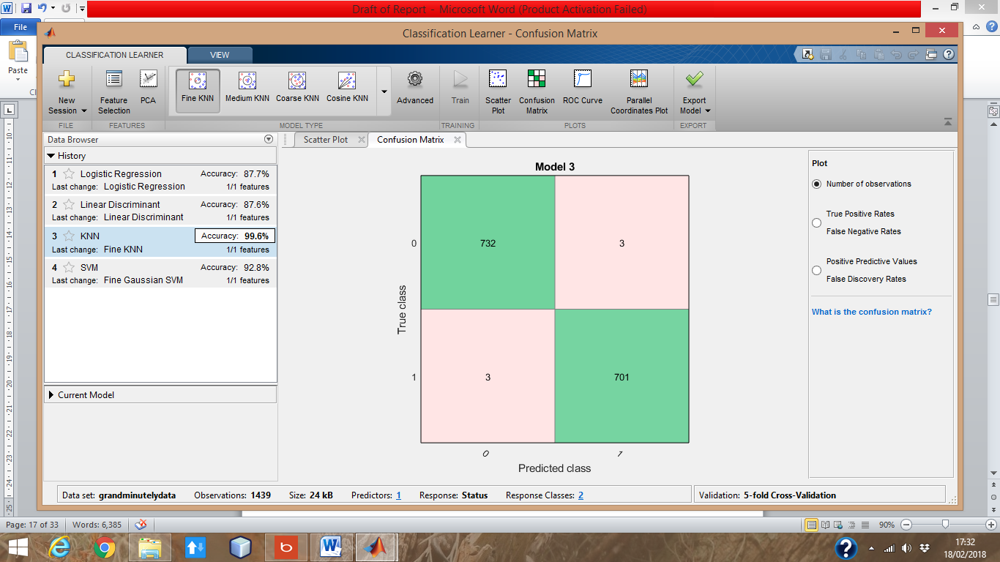 Draft of Report - Microsoft Word (Product Activation Failed)
File
Classification Learner - Confusion Matrix
CLASSIFICATION LEARNER
VIEW
Paste
New Session
Feature Selection
PCA
Fine KNN
Medium KNN
Coarse KNN
Cosine KNN
Advanced
Train
Scatter Plot
Confusion Matrix
ROC Curve
Parallel Coordinates Plot
Export Model
FILE
FEATURES
MODEL TYPE
TRAINING
PLOTS
EXPORT
Data Browser
Scatter Plot
Confusion Matrix
History
1 Logistic Regression Accuracy: 87.7%
Last change: Logistic Regression 1/1 features
2 Linear Discriminant Accuracy: 87.6%
Last change: Linear Discriminant 1/1 features
3 KNN Accuracy: 99.6%
Last change: Fine KNN 1/1 features
4 SVM Accuracy: 92.8%
Last change: Fine Gaussian SVM 1/1 features
Current Model
Model 3
True class
0
732
3
1
3
701
0
1
Predicted class
Plot
Number of observations
True Positive Rates
False Negative Rates
Positive Predictive Values
False Discovery Rates
What is the confusion matrix?
Data set: grandminutelydata Observations: 1439 Size: 24 kB Predictors: 1 Response: Status Response Classes: 2
Validation: 5-fold Cross-Validation
Page: 17 of 33
Words: 6,385
90%
17:32
18/02/2018